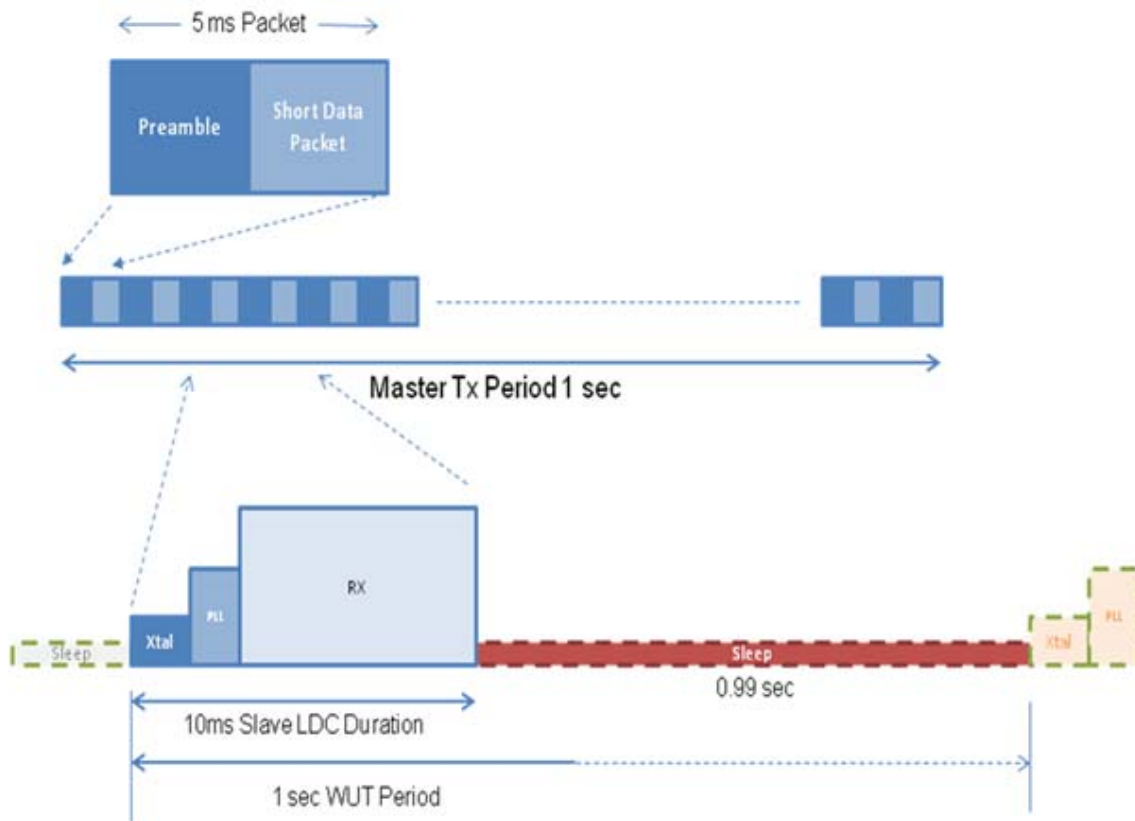 5 ms Packet
Preamble
Short Data
Packet
Master Tx Period 1 sec
RX
PLL
Xtal
Sleep
Sleep
0.99 sec
Xtal
PLL
10ms Slave LDC Duration
1 sec WUT Period